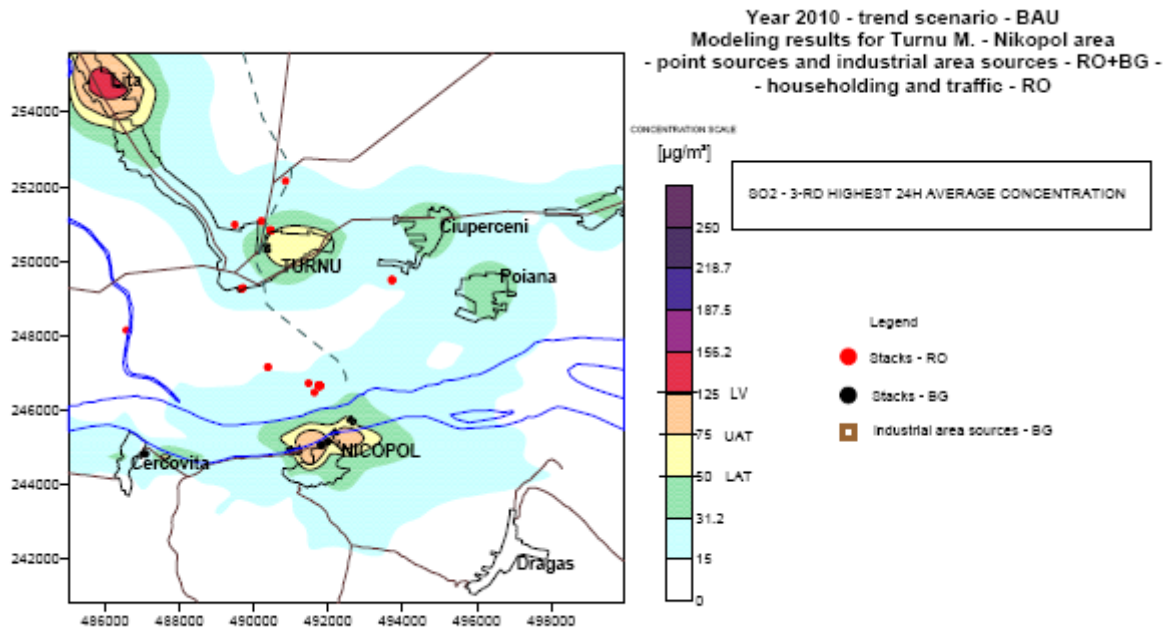 Year 2010 - trend scenario - BAU
Modeling results for Turnu M. - Nikopol area
- point sources and industrial area sources - RO+BG -
- householding and traffic - RO
CONCENTRATION SCALE
[µg/m³]
SO2 - 3-RD HIGHEST 24H AVERAGE CONCENTRATION
250
218.7
187.5
156.2
125 LV
75 UAT
50 LAT
31.2
15
0
Legend
Stacks - RO
Stacks - BG
Industrial area sources - BG
254000
252000
250000
248000
246000
244000
242000
Lita
Ciuperceni
TURNU
Poiana
NICOPOL
Cercovita
Dragas
486000 488000 490000 492000 494000 496000 498000